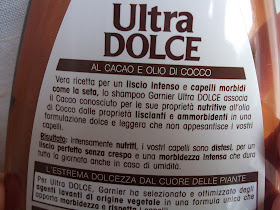 Ultra
DOLCE
AL CACAO E OLIO DI COCCO
Vera ricetta per un liscio intenso e capelli morbidi
come la seta, lo shampoo Garnier Ultra DOLCE associa
il Cacao conosciuto per le sue proprietà nutritive all'olio
di Cocco dalle proprietà liscianti e ammorbidenti in una
formulazione dolce e leggera che non appesantisce i vostri
capelli.
Risultato: intensamente nutriti, i vostri capelli sono distesi, per un
liscio perfetto senza crespo e una morbidezza intensa che dura
tutta la giornata anche in caso di umidità.
L'ESTREMA DOLCEZZA DAL CUORE DELLE PIANTE
Per Ultra DOLCE, Garnier ha selezionato e ottimizzato degli
agenti lavanti di origine vegetale in una formula unica che
apporta morbidezza e rispetta i capelli